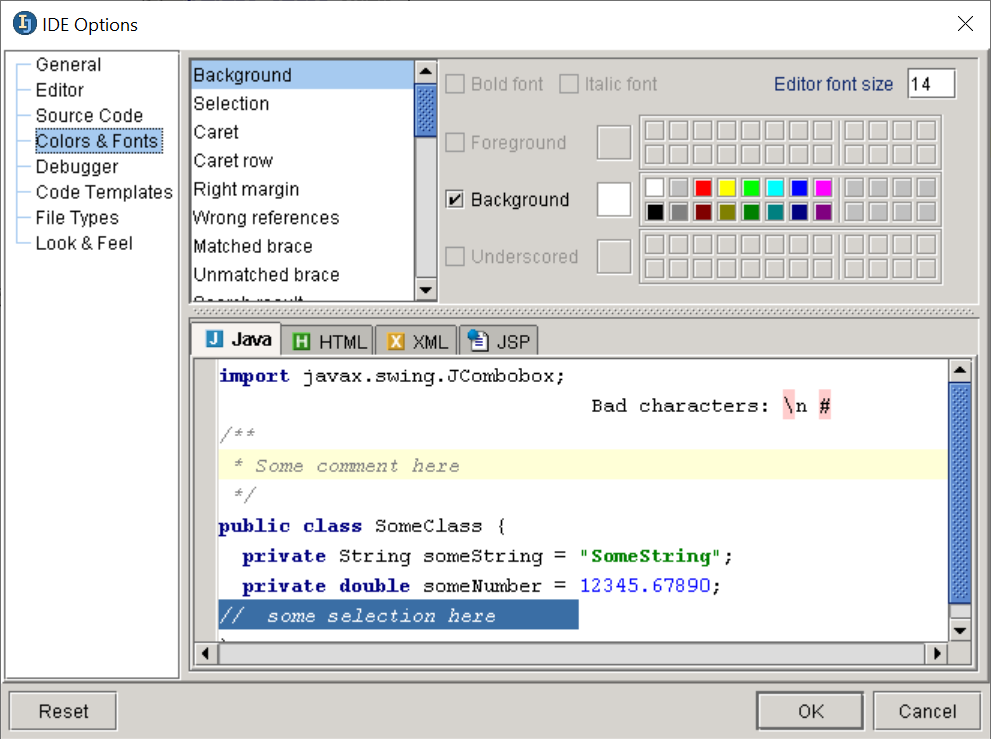 IDE Options
General
Editor
Source Code
Colors & Fonts
Debugger
Code Templates
File Types
Look & Feel
Background
Selection
Caret
Caret row
Right margin
Wrong references
Matched brace
Unmatched brace
Search result
Bold font Italic font Editor font size 14
Foreground
Background
Underscored
Java HTML XML JSP
import javax.swing.JCombobox;
Bad characters: \n #
/**
* Some comment here
*/
public class SomeClass {
private String someString = "SomeString";
private double someNumber = 12345.67890;
// some selection here
Reset OK Cancel